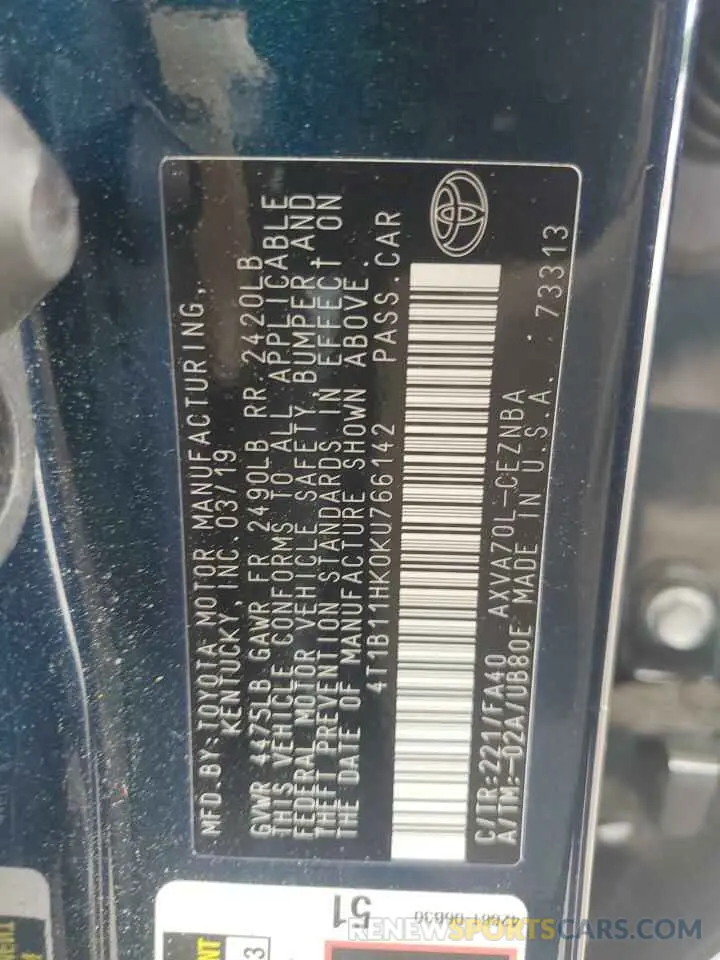 MFD.BY:TOYOTA MOTOR MANUFACTURING,
KENTUCKY, INC.03/19
GVWR 4475LB GAWR FR 2490LB RR 2420LB
THIS VEHICLE CONFORMS TO ALL APPLICABLE
FEDERAL MOTOR VEHICLE SAFETY, BUMPER, AND
THEFT PREVENTION STANDARDS IN EFFECT ON
THE DATE OF MANUFACTURE SHOWN ABOVE.
4T1B11HK0KU766142 PASS.CAR
C/TR:221/FA40 AXVA70L-CEZNBA
A/TM:-02A/UB80E MADE IN U.S.A. 73313
51
42661-06B30
3
RENEWSPORTSCARS.COM